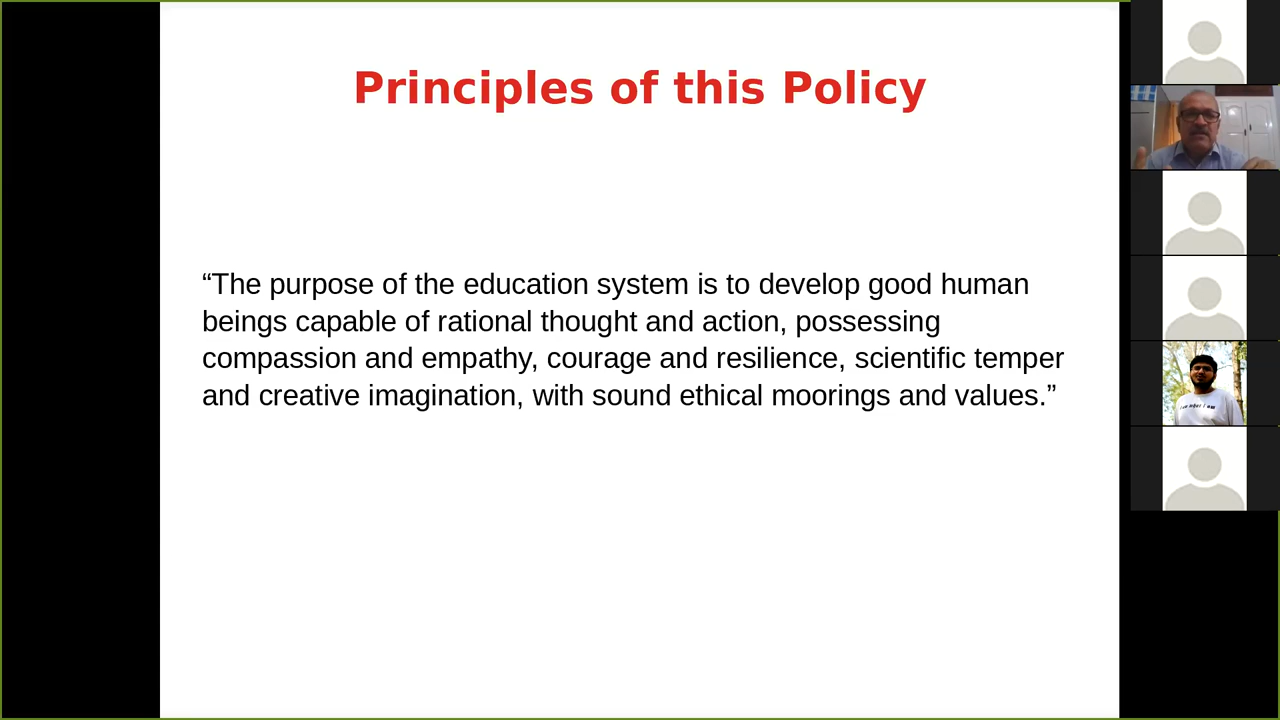 Principles of this Policy
“The purpose of the education system is to develop good human
beings capable of rational thought and action, possessing
compassion and empathy, courage and resilience, scientific temper
and creative imagination, with sound ethical moorings and values.”